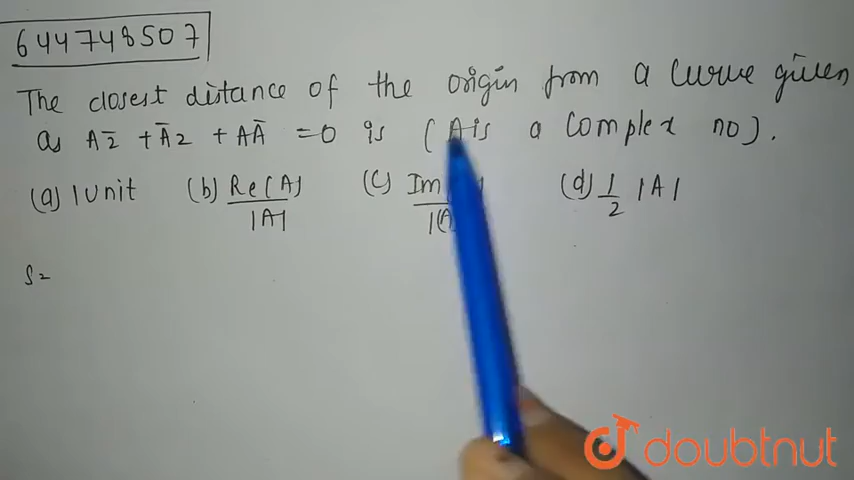 644748507
The closest distance of the origin from a curve given
as Az̄ + Āz + AĀ = 0 is (A is a complex no).
(a) 1 Unit (b) Re(A)/|A| (c) Im (d) 1/2 |A|
S=
doubtnut